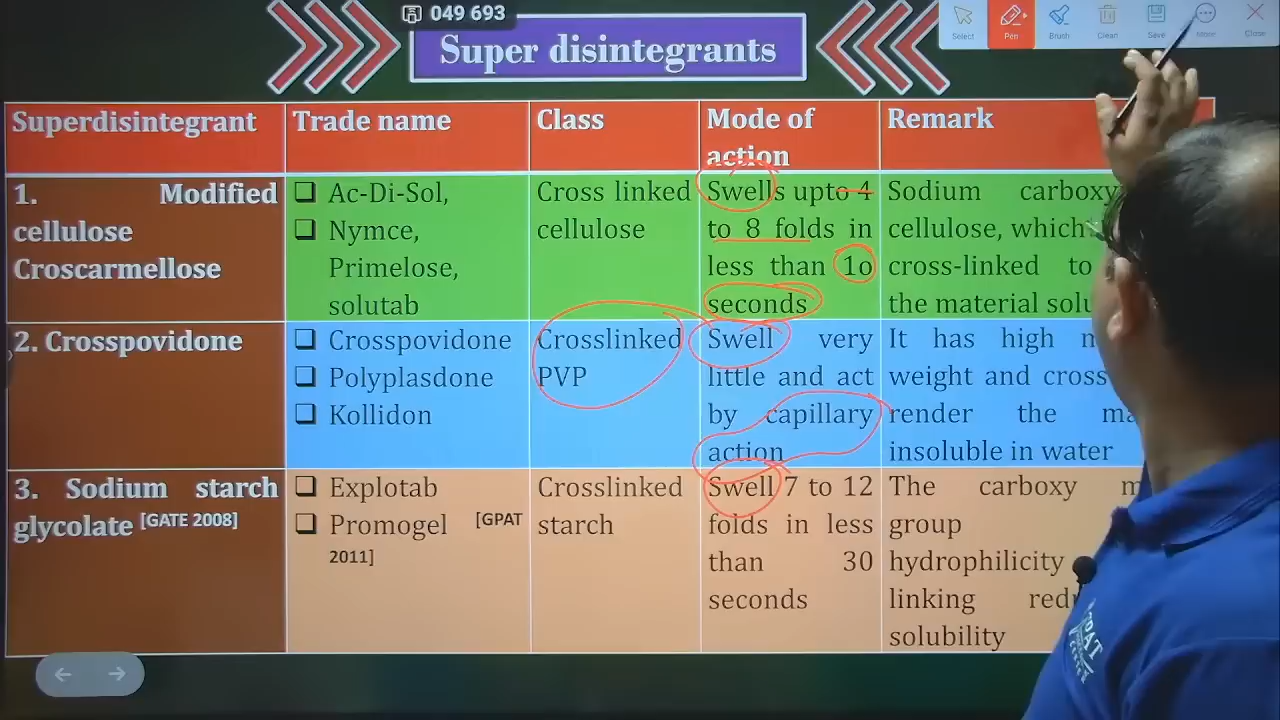 049 693
Super disintegrants
Select Pen Brush Clean Save More Close
Superdisintegrant
Trade name
Class
Mode of
action
Remark
1. Modified
cellulose
Croscarmellose
Ac-Di-Sol,
Nymce,
Primelose,
solutab
Cross linked
cellulose
Swells upto 4
to 8 folds in
less than 1o
seconds
Sodium carboxy
cellulose, which
cross-linked to
the material solu
2. Crosspovidone
Crosspovidone
Polyplasdone
Kollidon
Crosslinked
PVP
Swell very
little and act
by capillary
action
It has high m
weight and cross
render the ma
insoluble in water
3. Sodium starch
glycolate [GATE 2008]
Explotab
Promogel [GPAT
2011]
Crosslinked
starch
Swell 7 to 12
folds in less
than 30
seconds
The carboxy m
group
hydrophilicity
linking red
solubility
GPAT